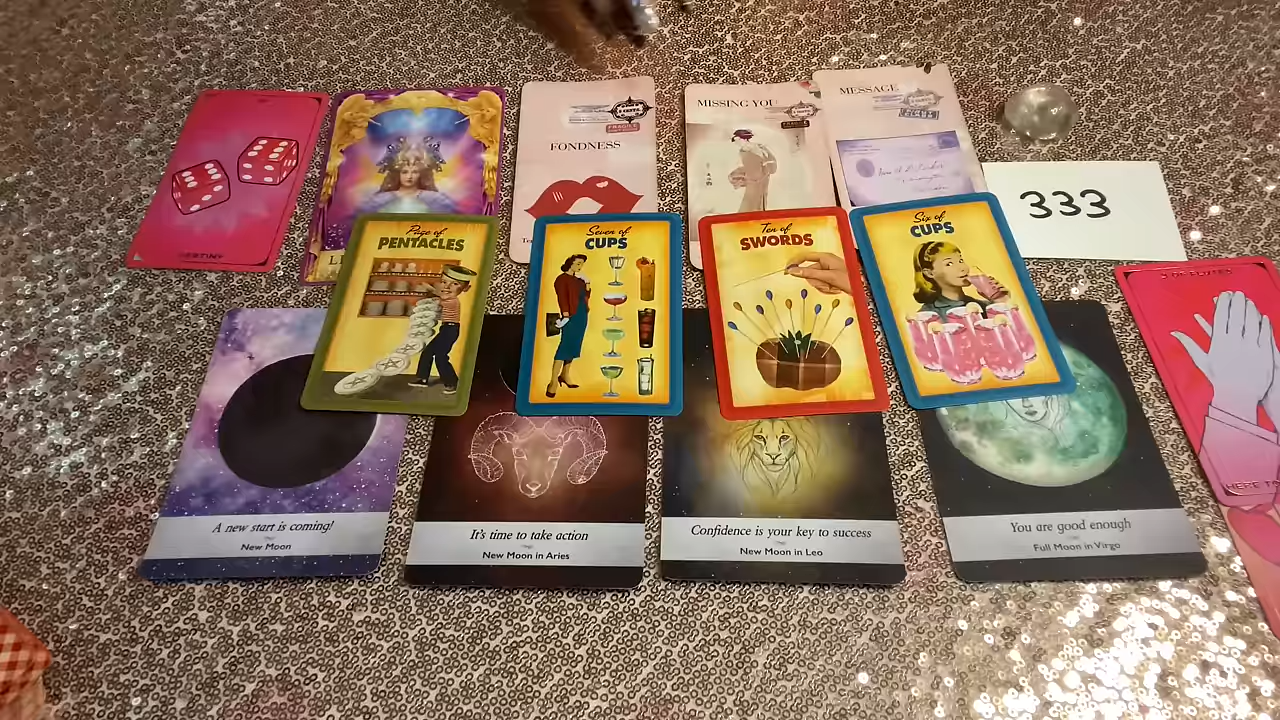 DESTINY
FONDNESS
FRAGILE
MISSING YOU
MESSAGE
333
Page of
PENTACLES
Seven of
CUPS
Ten of
SWORDS
Six of
CUPS
A new start is coming!
New Moon
It's time to take action
New Moon in Aries
Confidence is your key to success
New Moon in Leo
You are good enough
Full Moon in Virgo